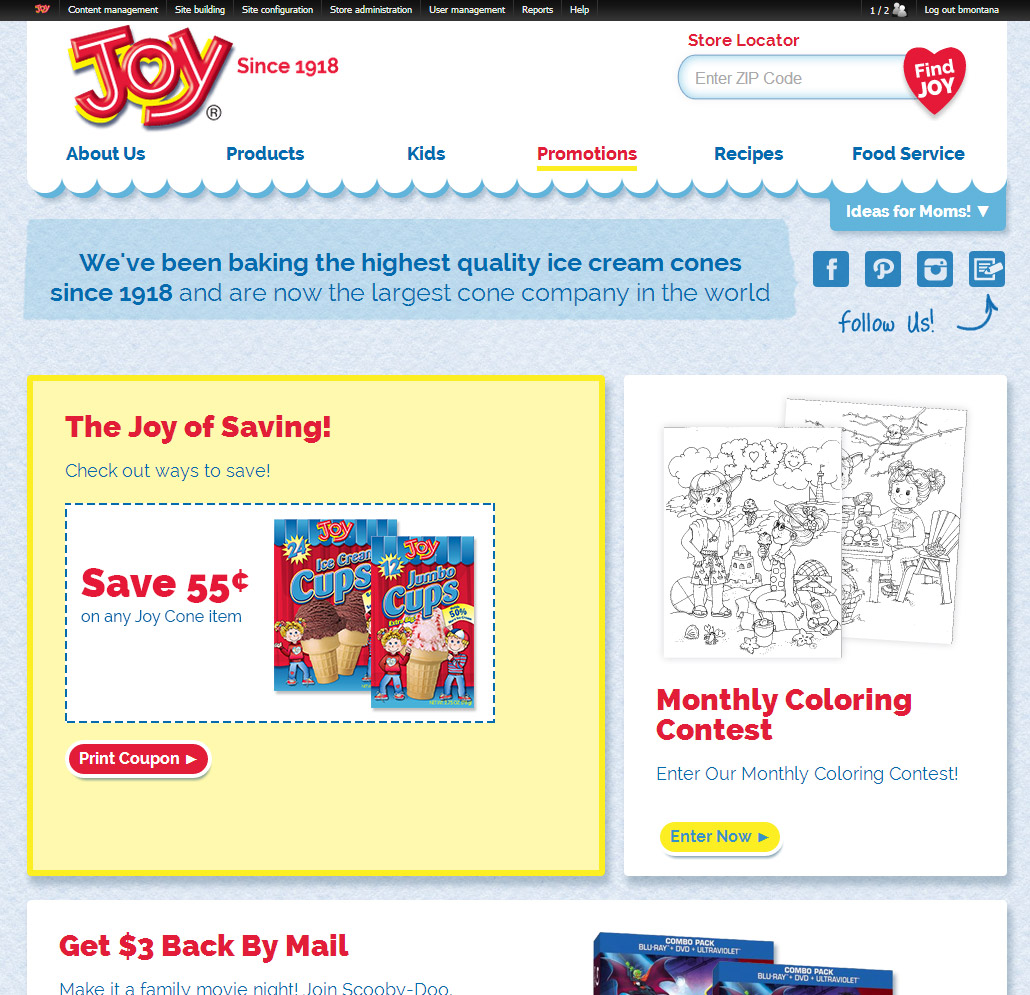 JOY Content management Site building Site configuration Store administration User management Reports Help 1 / 2 Log out bmontana
JOY ®
Since 1918
Store Locator
Enter ZIP Code
Find
JOY
About Us Products Kids Promotions Recipes Food Service
Ideas for Moms! ▼
We've been baking the highest quality ice cream cones
since 1918 and are now the largest cone company in the world
follow Us!
The Joy of Saving!
Check out ways to save!
Save 55¢
on any Joy Cone item
JOY
24
Ice Cream
Cups
JOY
12
Jumbo
Cups
50%
Print Coupon ►
Monthly Coloring
Contest
Enter Our Monthly Coloring Contest!
Enter Now ►
Get $3 Back By Mail
Make it a family movie night! Join Scooby-Doo,
COMBO PACK
BLU-RAY + DVD + ULTRAVIOLET
COMBO PACK
BLU-RAY + DVD + ULTRAVIOLET